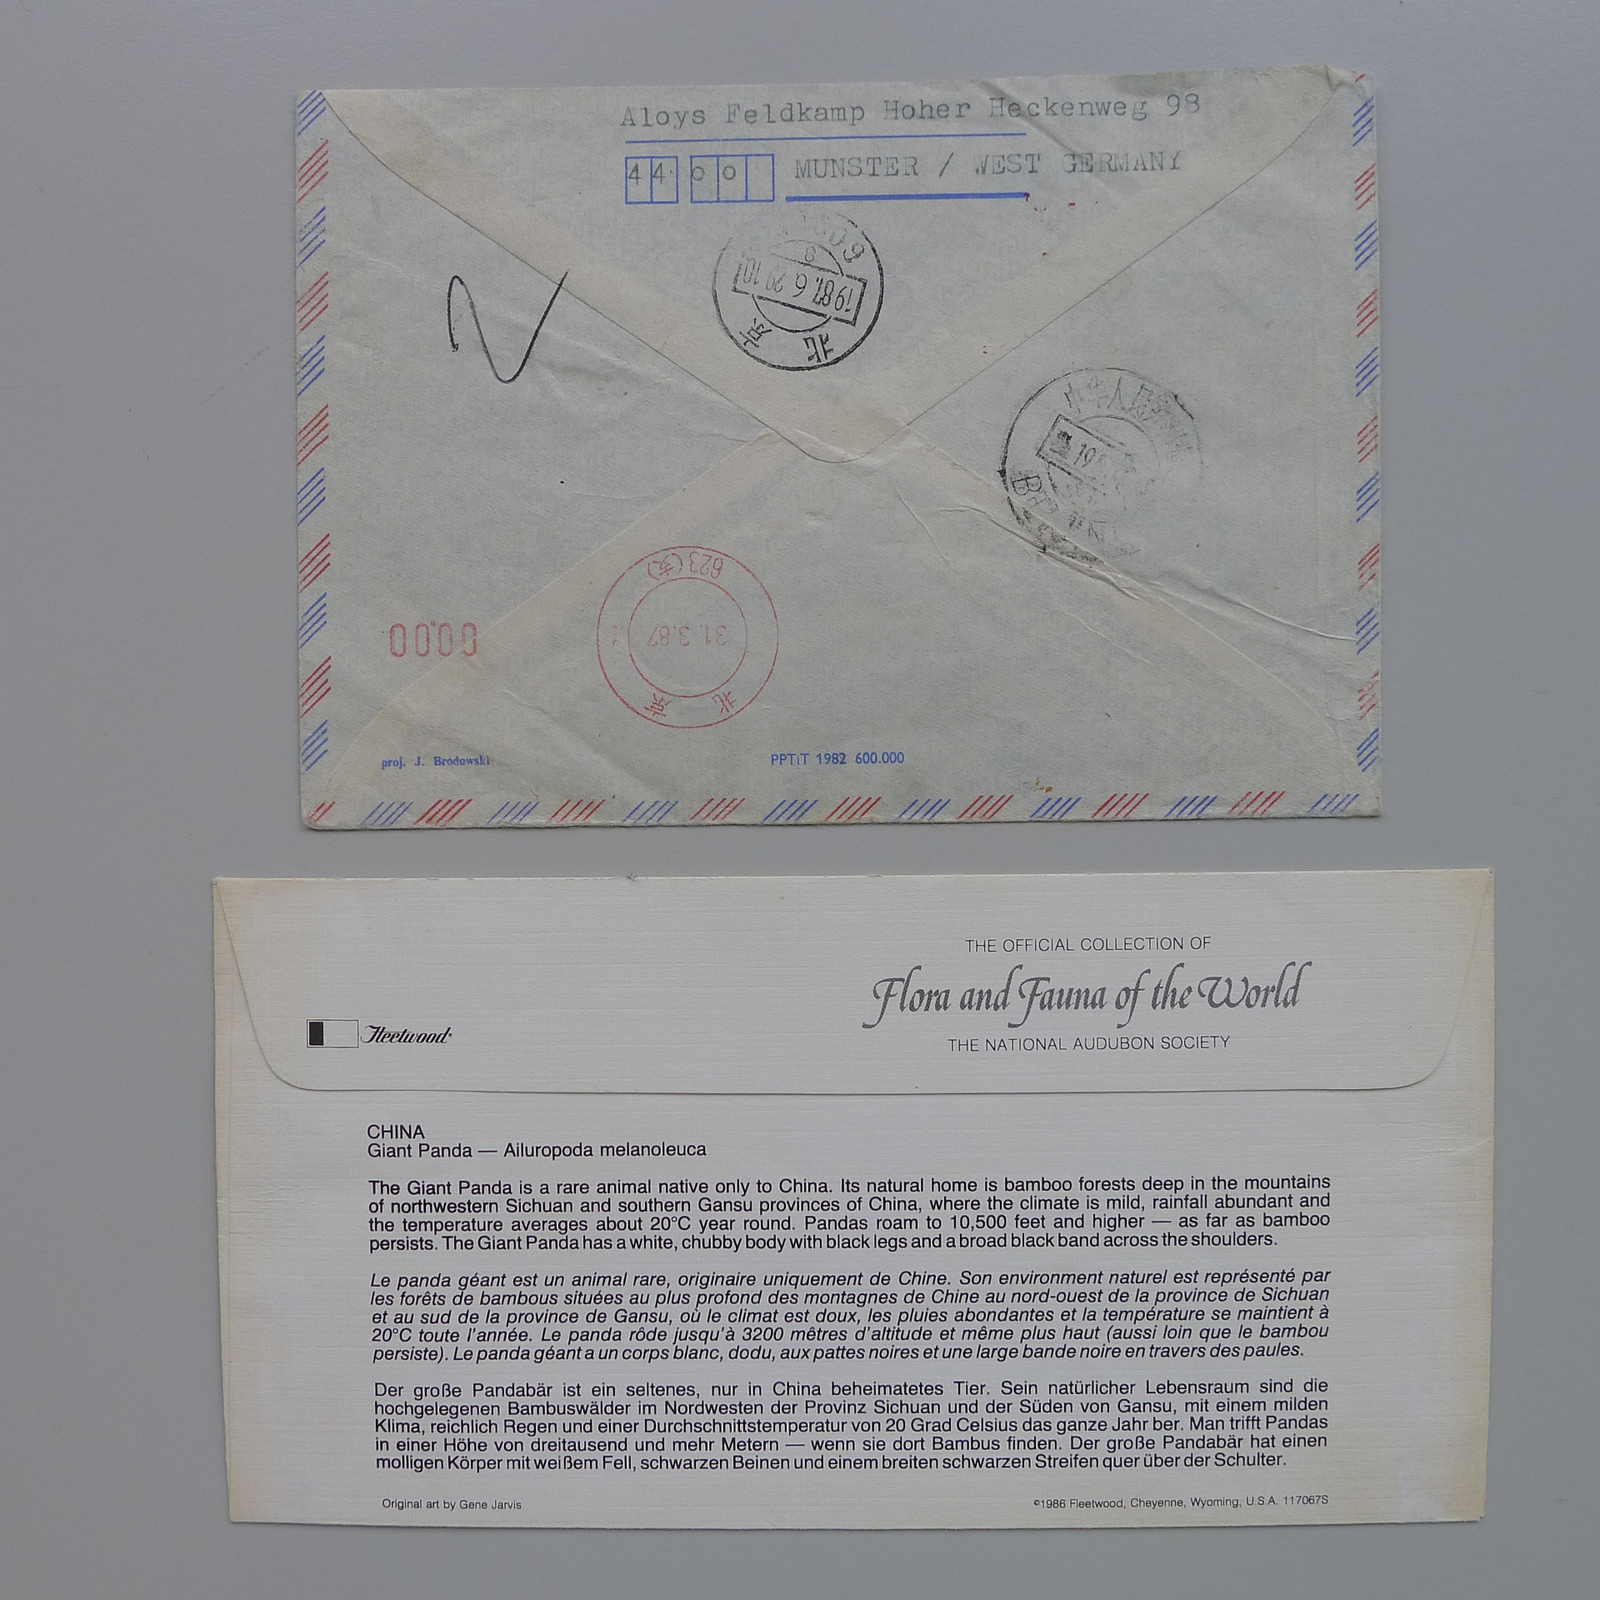 Aloys Feldkamp Hoher Heckenweg 98
44 00 MUNSTER / WEST GERMANY
1987.6.29.10
北京
中华人民
623(支)
31.3.87
北京
00.00
proj. J. Brodowski
PPTiT 1982 600.000
THE OFFICIAL COLLECTION OF
Flora and Fauna of the World
THE NATIONAL AUDUBON SOCIETY
Fleetwood
CHINA
Giant Panda — Ailuropoda melanoleuca
The Giant Panda is a rare animal native only to China. Its natural home is bamboo forests deep in the mountains
of northwestern Sichuan and southern Gansu provinces of China, where the climate is mild, rainfall abundant and
the temperature averages about 20°C year round. Pandas roam to 10,500 feet and higher — as far as bamboo
persists. The Giant Panda has a white, chubby body with black legs and a broad black band across the shoulders.
Le panda géant est un animal rare, originaire uniquement de Chine. Son environment naturel est représenté par
les forêts de bambous situées au plus profond des montagnes de Chine au nord-ouest de la province de Sichuan
et au sud de la province de Gansu, où le climat est doux, les pluies abondantes et la température se maintient à
20°C toute l'année. Le panda rôde jusqu'à 3200 mêtres d'altitude et même plus haut (aussi loin que le bambou
persiste). Le panda géant a un corps blanc, dodu, aux pattes noires et une large bande noire en travers des paules.
Der große Pandabär ist ein seltenes, nur in China beheimatetes Tier. Sein natürlicher Lebensraum sind die
hochgelegenen Bambuswälder im Nordwesten der Provinz Sichuan und der Süden von Gansu, mit einem milden
Klima, reichlich Regen und einer Durchschnittstemperatur von 20 Grad Celsius das ganze Jahr ber. Man trifft Pandas
in einer Höhe von dreitausend und mehr Metern — wenn sie dort Bambus finden. Der große Pandabär hat einen
molligen Körper mit weißem Fell, schwarzen Beinen und einem breiten schwarzen Streifen quer über der Schulter.
Original art by Gene Jarvis
©1986 Fleetwood, Cheyenne, Wyoming, U.S.A. 117067S